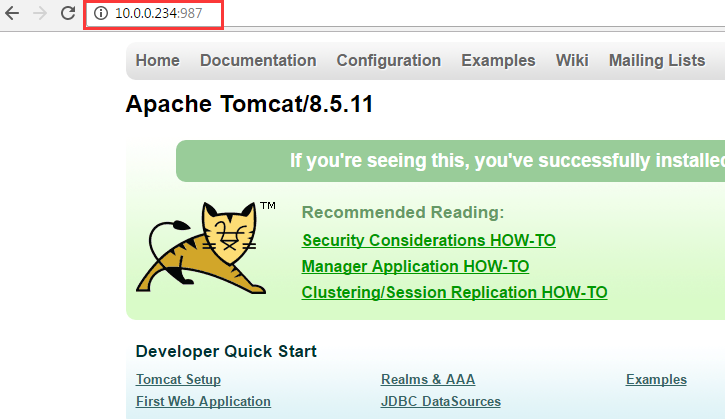 10.0.0.234:987
Home Documentation Configuration Examples Wiki Mailing Lists
Apache Tomcat/8.5.11
If you're seeing this, you've successfully installed
TM
Recommended Reading:
Security Considerations HOW-TO
Manager Application HOW-TO
Clustering/Session Replication HOW-TO
Developer Quick Start
Tomcat Setup Realms & AAA Examples
First Web Application JDBC DataSources